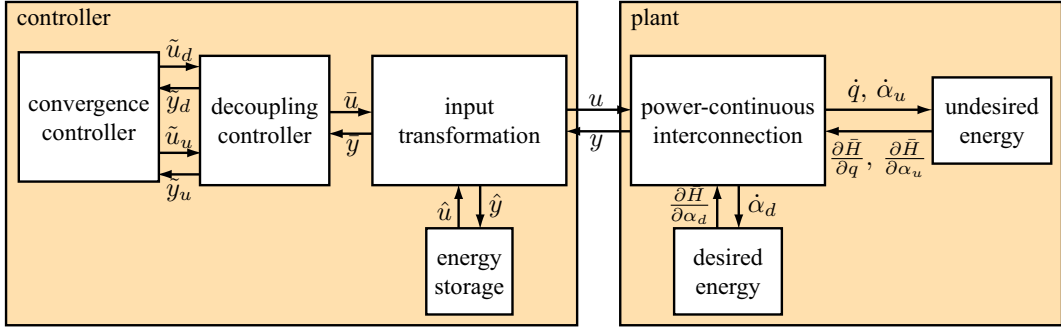 controller
convergence
controller
ũ_d
ỹ_d
ũ_u
ỹ_u
decoupling
controller
ū
ȳ
input
transformation
û
ŷ
energy
storage
u
y
plant
power-continuous
interconnection
q̇, α̇_u
∂H̄/∂q, ∂H̄/∂α_u
undesired
energy
∂H̄/∂α_d
α̇_d
desired
energy